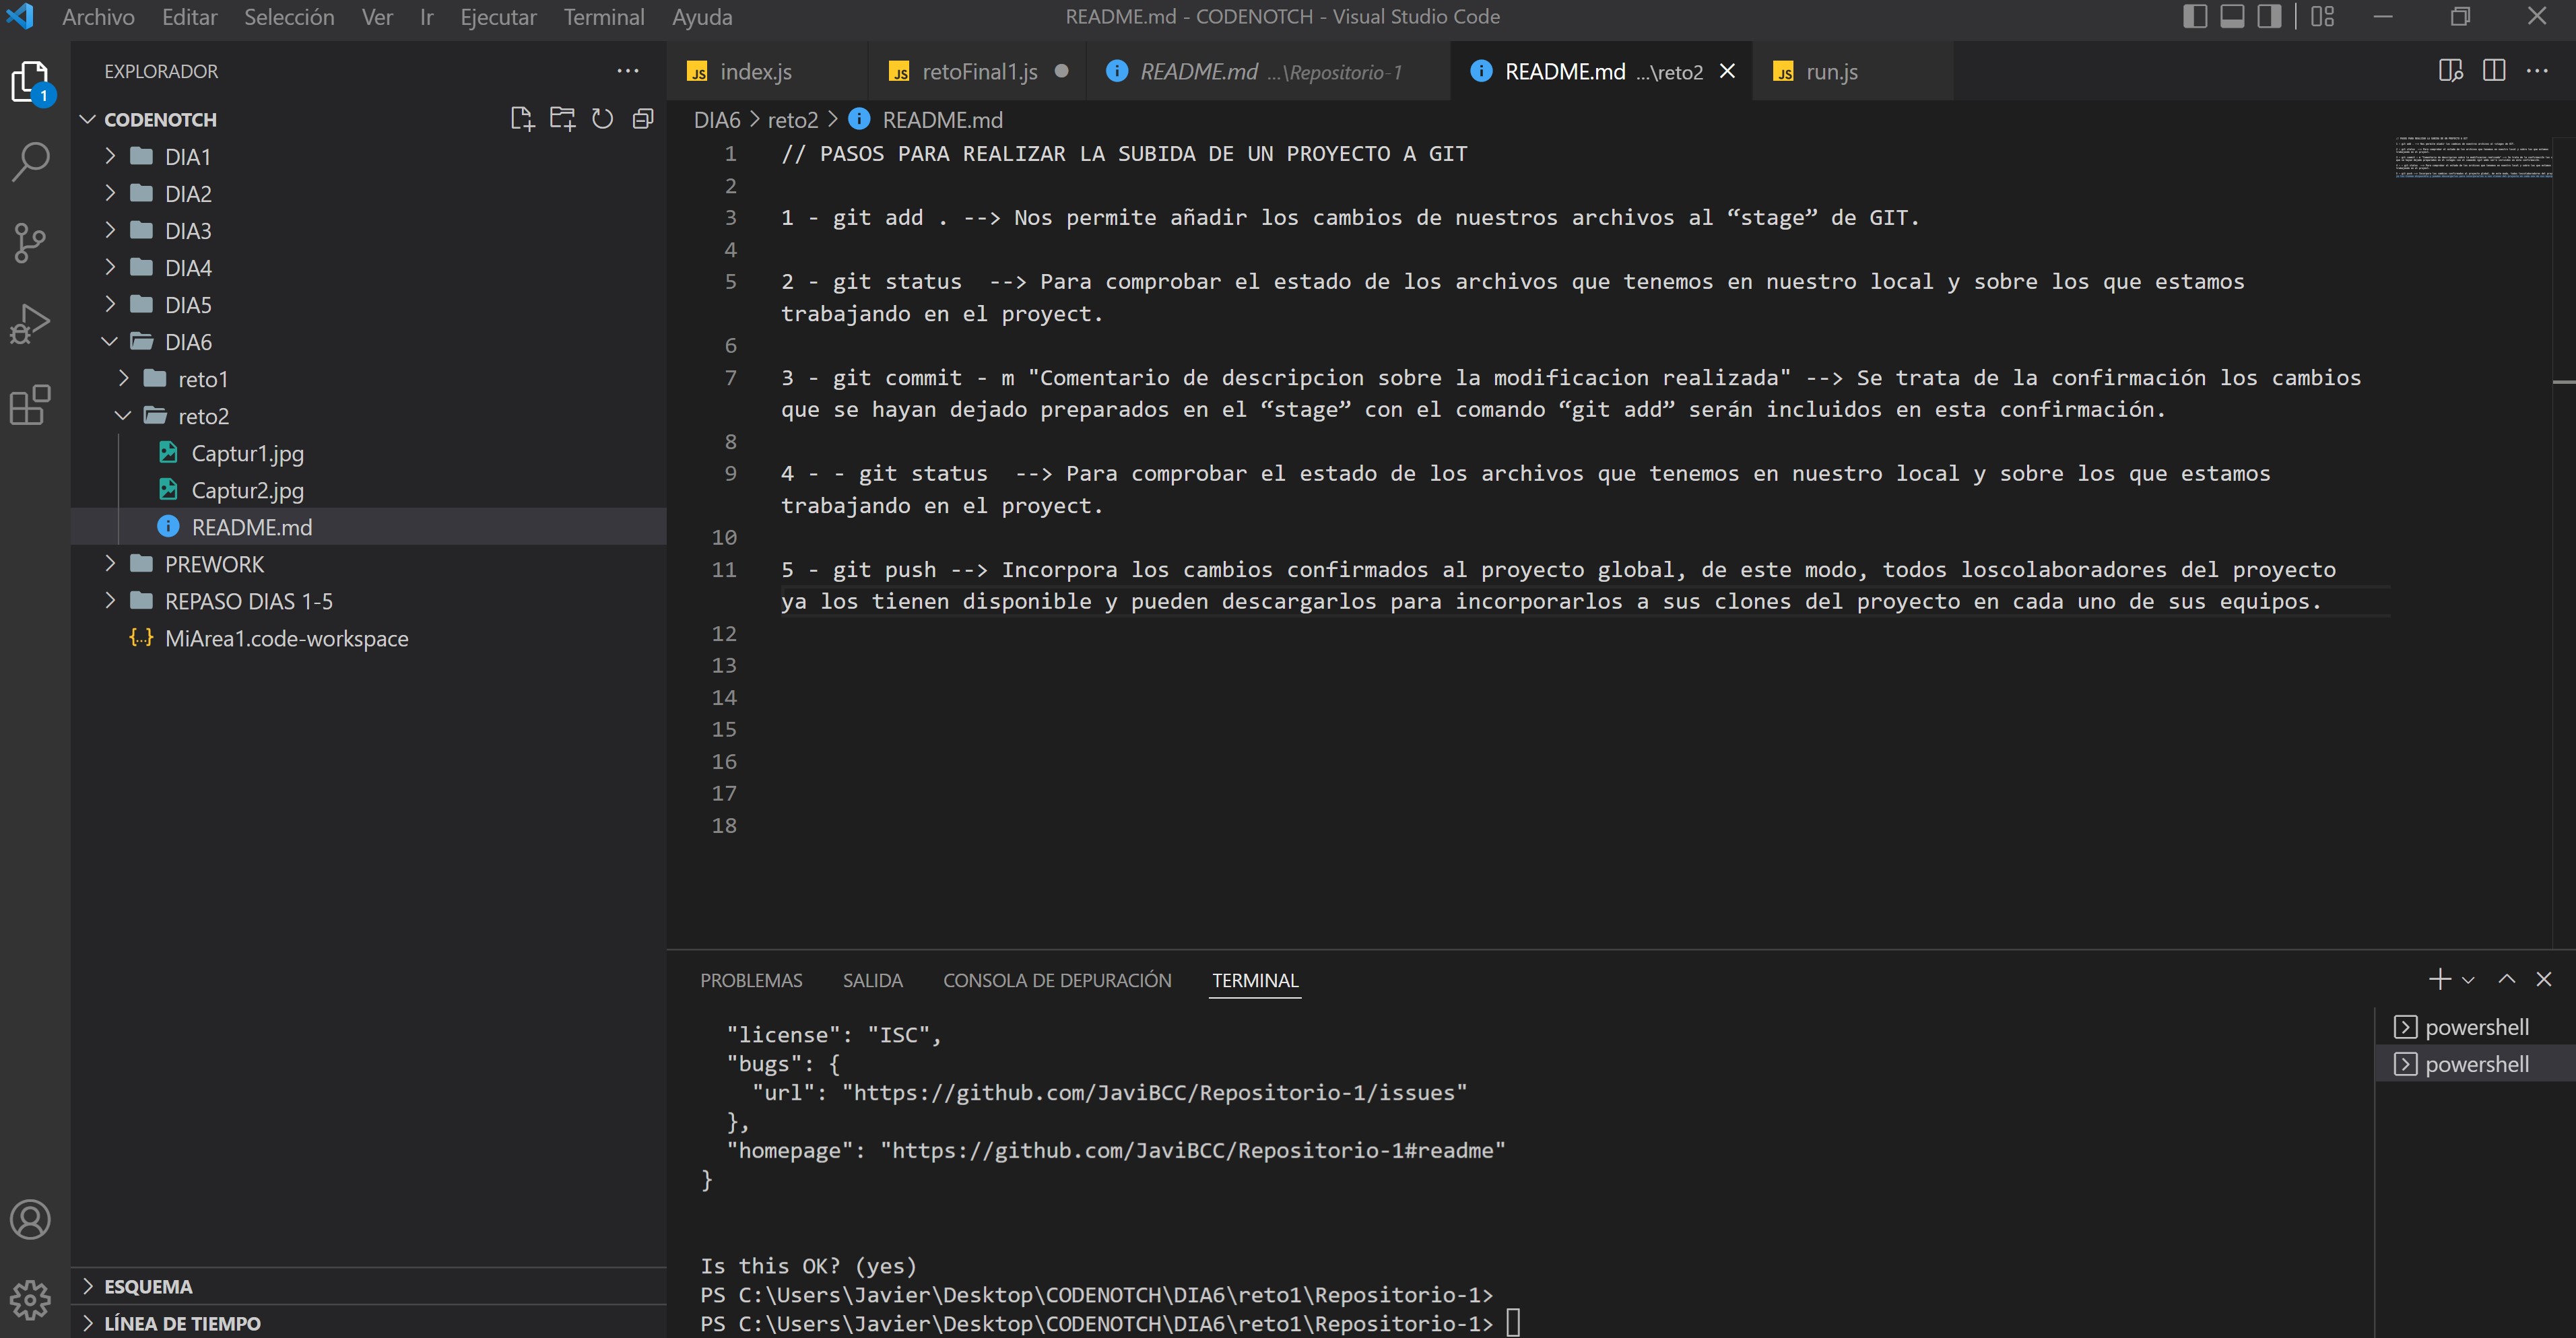 Archivo Editar Selección Ver Ir Ejecutar Terminal Ayuda README.md - CODENOTCH - Visual Studio Code
EXPLORADOR
1
CODENOTCH
DIA1
DIA2
DIA3
DIA4
DIA5
DIA6
reto1
reto2
Captur1.jpg
Captur2.jpg
README.md
PREWORK
REPASO DIAS 1-5
MiArea1.code-workspace
ESQUEMA
LÍNEA DE TIEMPO
index.js retoFinal1.js README.md ...\Repositorio-1 README.md ...\reto2 run.js
DIA6 > reto2 > README.md
1 // PASOS PARA REALIZAR LA SUBIDA DE UN PROYECTO A GIT
2
3 1 - git add . --> Nos permite añadir los cambios de nuestros archivos al “stage” de GIT.
4
5 2 - git status  --> Para comprobar el estado de los archivos que tenemos en nuestro local y sobre los que estamos
trabajando en el proyect.
6
7 3 - git commit - m "Comentario de descripcion sobre la modificacion realizada" --> Se trata de la confirmación los cambios
que se hayan dejado preparados en el “stage” con el comando “git add” serán incluidos en esta confirmación.
8
9 4 - - git status  --> Para comprobar el estado de los archivos que tenemos en nuestro local y sobre los que estamos
trabajando en el proyect.
10
11 5 - git push --> Incorpora los cambios confirmados al proyecto global, de este modo, todos loscolaboradores del proyecto
ya los tienen disponible y pueden descargarlos para incorporarlos a sus clones del proyecto en cada uno de sus equipos.
12
13
14
15
16
17
18
PROBLEMAS SALIDA CONSOLA DE DEPURACIÓN TERMINAL
"license": "ISC",
"bugs": {
"url": "https://github.com/JaviBCC/Repositorio-1/issues"
},
"homepage": "https://github.com/JaviBCC/Repositorio-1#readme"
}
Is this OK? (yes)
PS C:\Users\Javier\Desktop\CODENOTCH\DIA6\reto1\Repositorio-1>
PS C:\Users\Javier\Desktop\CODENOTCH\DIA6\reto1\Repositorio-1>
powershell
powershell